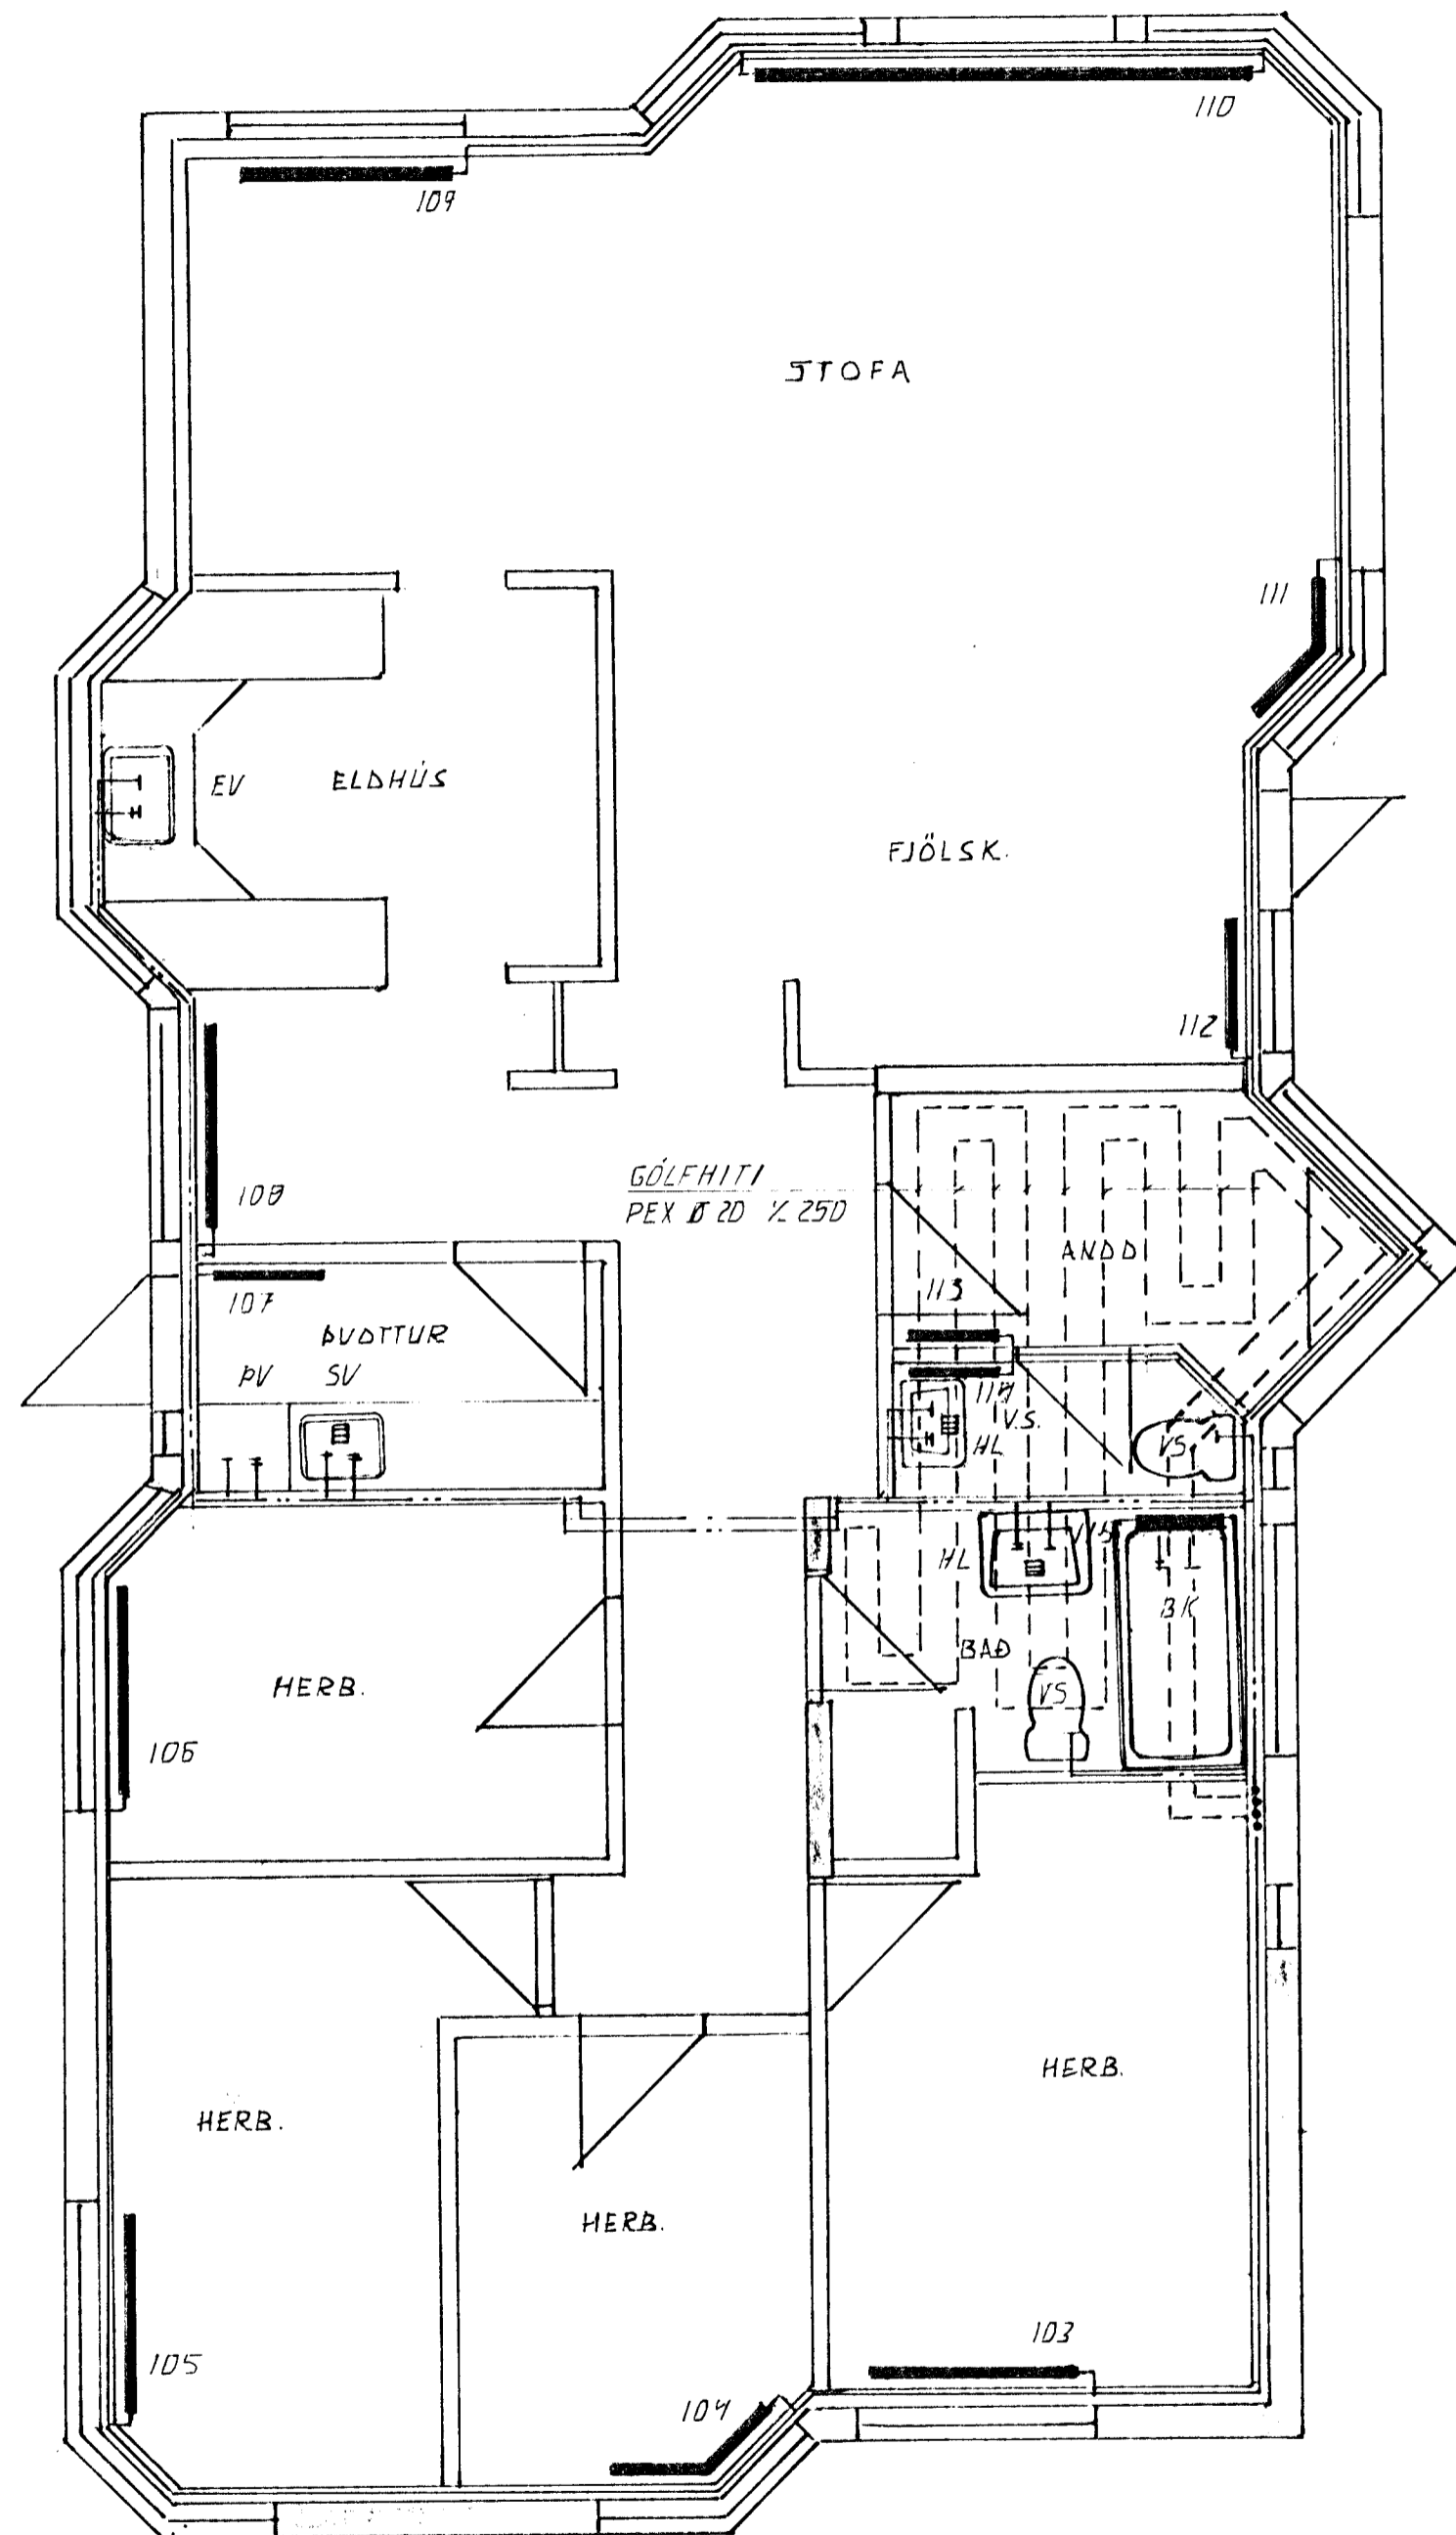 110
109
STOFA
111
EV
ELDHÚS
FJÖLSK.
112
108
GÓLFHITI
PEX Ø 20 ⁒ 250
ANDD
107
113
ÞVOTTUR
ÞV
SV
114
V.S.
HL
VS
HL
BK
BAÐ
VS
HERB.
106
HERB.
HERB.
HERB.
103
105
104